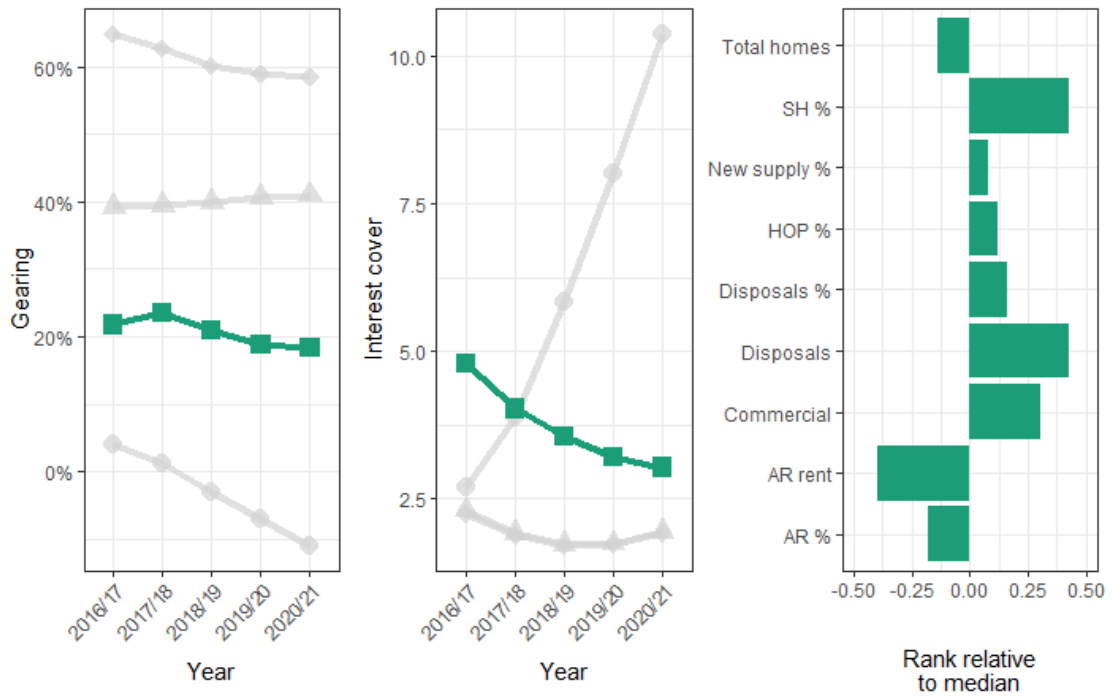 Gearing
60%
40%
20%
0%
2016/17
2017/18
2018/19
2019/20
2020/21
Year
Interest cover
10.0
7.5
5.0
2.5
2016/17
2017/18
2018/19
2019/20
2020/21
Year
Total homes
SH %
New supply %
HOP %
Disposals %
Disposals
Commercial
AR rent
AR %
-0.50
-0.25
0.00
0.25
0.50
Rank relative
to median